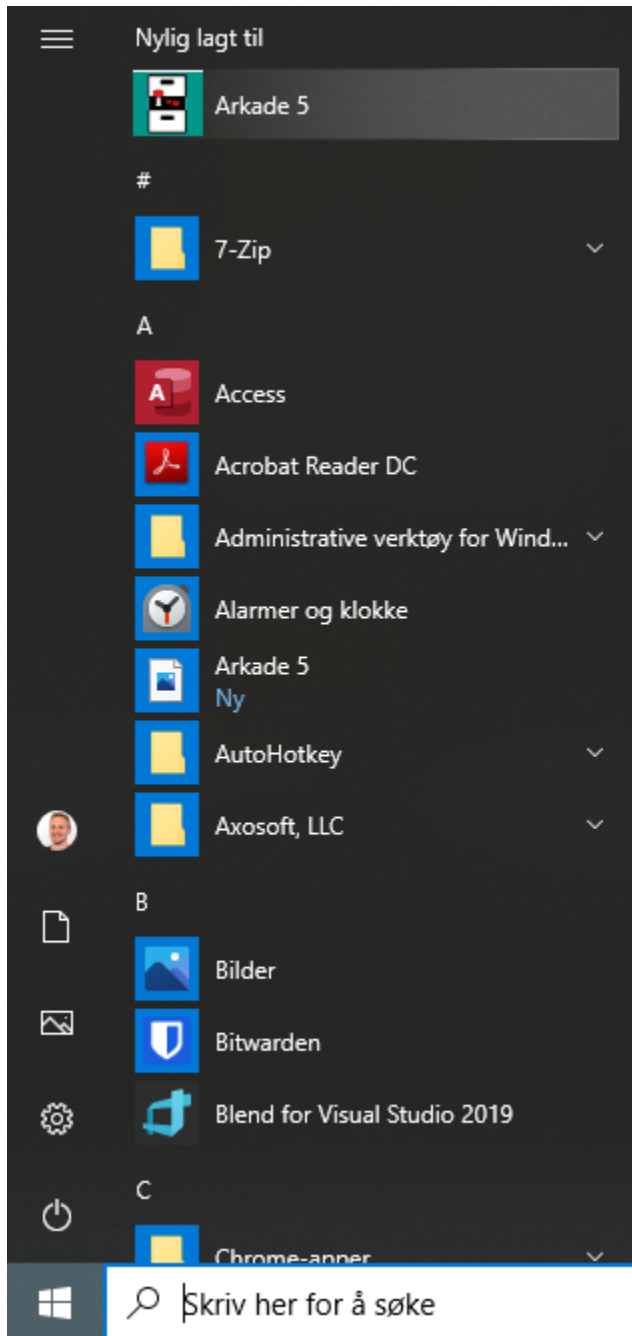 Nylig lagt til
Arkade 5
#
7-Zip
A
Access
Acrobat Reader DC
Administrative verktøy for Wind...
Alarmer og klokke
Arkade 5
Ny
AutoHotkey
Axosoft, LLC
B
Bilder
Bitwarden
Blend for Visual Studio 2019
C
Chrome-apper
Skriv her for å søke